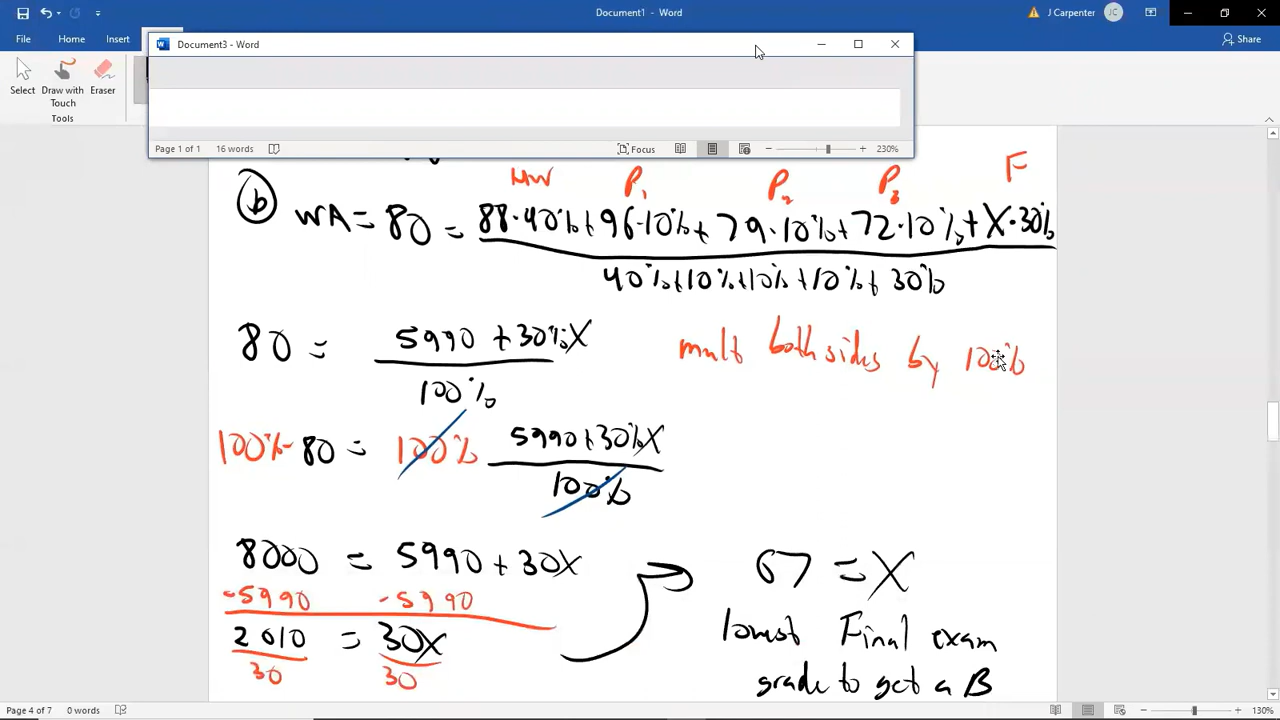 Document1 - Word
J Carpenter JC
File Home Insert
Share
Document3 - Word
Select Draw with Touch Eraser
Tools
Page 1 of 1 16 words Focus 230%
HW P1 P2 P3 F
b WA = 80 = 88·40%+96·10%+79·10%+72·10%+X·30%
40%+10%+10%+10%+30%
80 = 5990+30%X
100%
mult both sides by 100%
100%·80 = 100% 5990+30%X
100%
8000 = 5990+30X
-5990 -5990
2010 = 30X
30 30
67 = X
lowest Final exam
grade to get a B
Page 4 of 7 0 words 130%